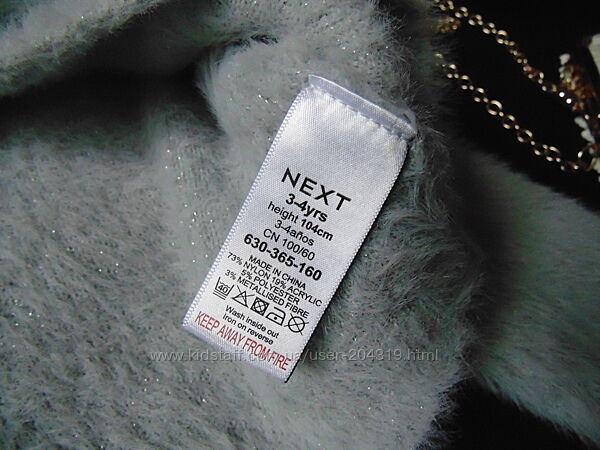 NEXT
3-4yrs
height 104cm
3-4años
CN 100/60
630-365-160
MADE IN CHINA
73% NYLON 19% ACRYLIC
5% POLYESTER
3% METALLISED FIBRE
40
Wash inside out
Iron on reverse
KEEP AWAY FROM FIRE
www.kidstaff.com.ua/user-204319.html